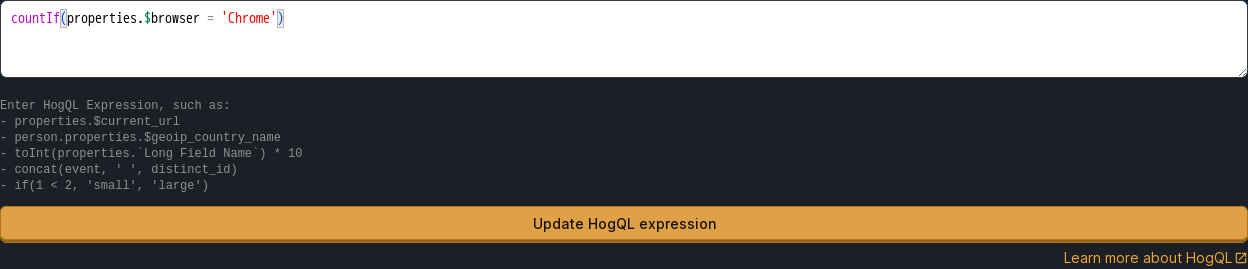 countIf(properties.$browser = 'Chrome')
Enter HogQL Expression, such as:
- properties.$current_url
- person.properties.$geoip_country_name
- toInt(properties.`Long Field Name`) * 10
- concat(event, ' ', distinct_id)
- if(1 < 2, 'small', 'large')
Update HogQL expression
Learn more about HogQL